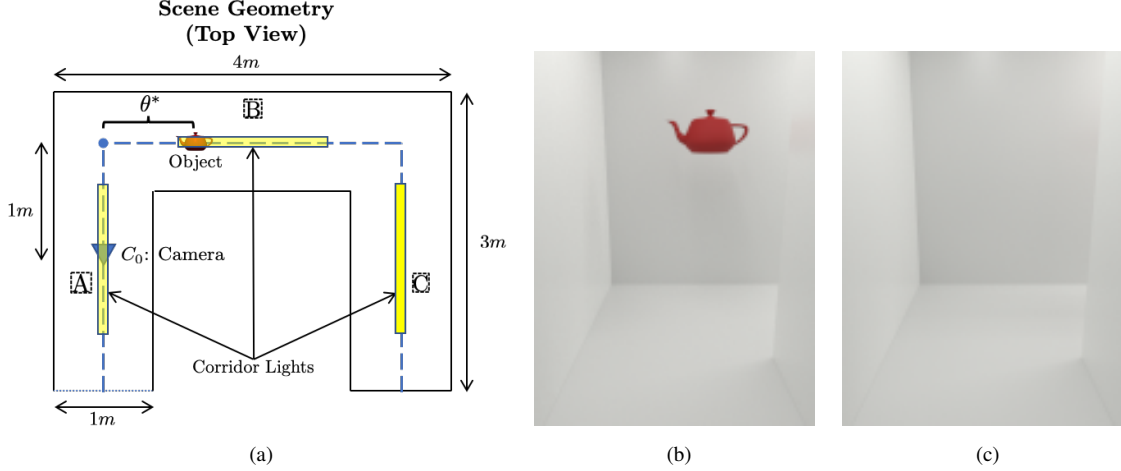 Scene Geometry
(Top View)
4m
θ*
B
Object
1m
C₀: Camera
3m
A
C
Corridor Lights
1m
(a)
(b)
(c)